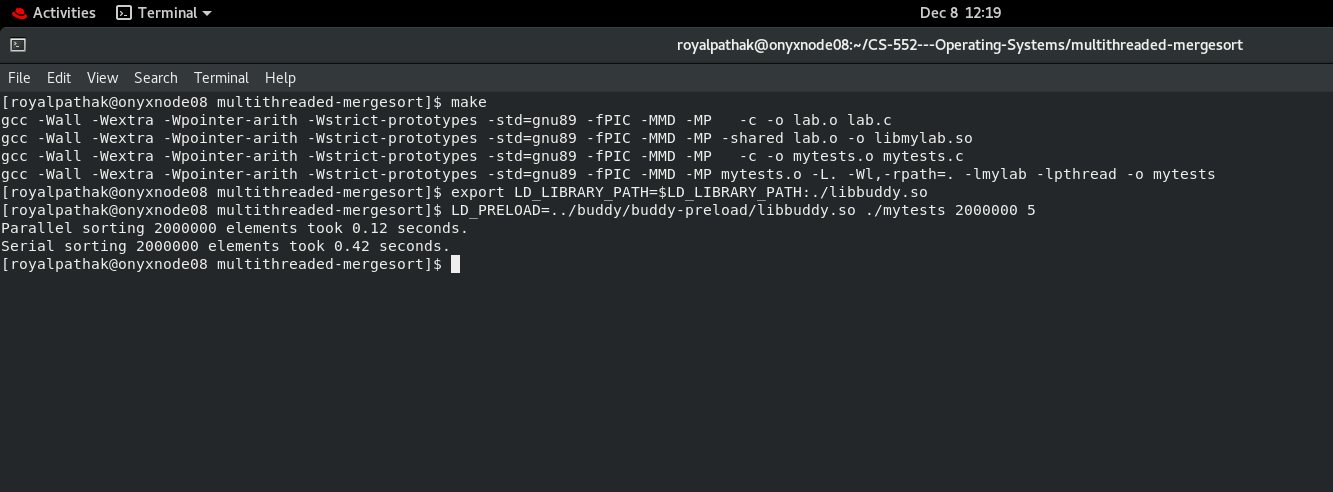 Activities Terminal Dec 8 12:19
royalpathak@onyxnode08:~/CS-552---Operating-Systems/multithreaded-mergesort
File Edit View Search Terminal Help
[royalpathak@onyxnode08 multithreaded-mergesort]$ make
gcc -Wall -Wextra -Wpointer-arith -Wstrict-prototypes -std=gnu89 -fPIC -MMD -MP   -c -o lab.o lab.c
gcc -Wall -Wextra -Wpointer-arith -Wstrict-prototypes -std=gnu89 -fPIC -MMD -MP -shared lab.o -o libmylab.so
gcc -Wall -Wextra -Wpointer-arith -Wstrict-prototypes -std=gnu89 -fPIC -MMD -MP   -c -o mytests.o mytests.c
gcc -Wall -Wextra -Wpointer-arith -Wstrict-prototypes -std=gnu89 -fPIC -MMD -MP mytests.o -L. -Wl,-rpath=. -lmylab -lpthread -o mytests
[royalpathak@onyxnode08 multithreaded-mergesort]$ export LD_LIBRARY_PATH=$LD_LIBRARY_PATH:./libbuddy.so
[royalpathak@onyxnode08 multithreaded-mergesort]$ LD_PRELOAD=../buddy/buddy-preload/libbuddy.so ./mytests 2000000 5
Parallel sorting 2000000 elements took 0.12 seconds.
Serial sorting 2000000 elements took 0.42 seconds.
[royalpathak@onyxnode08 multithreaded-mergesort]$